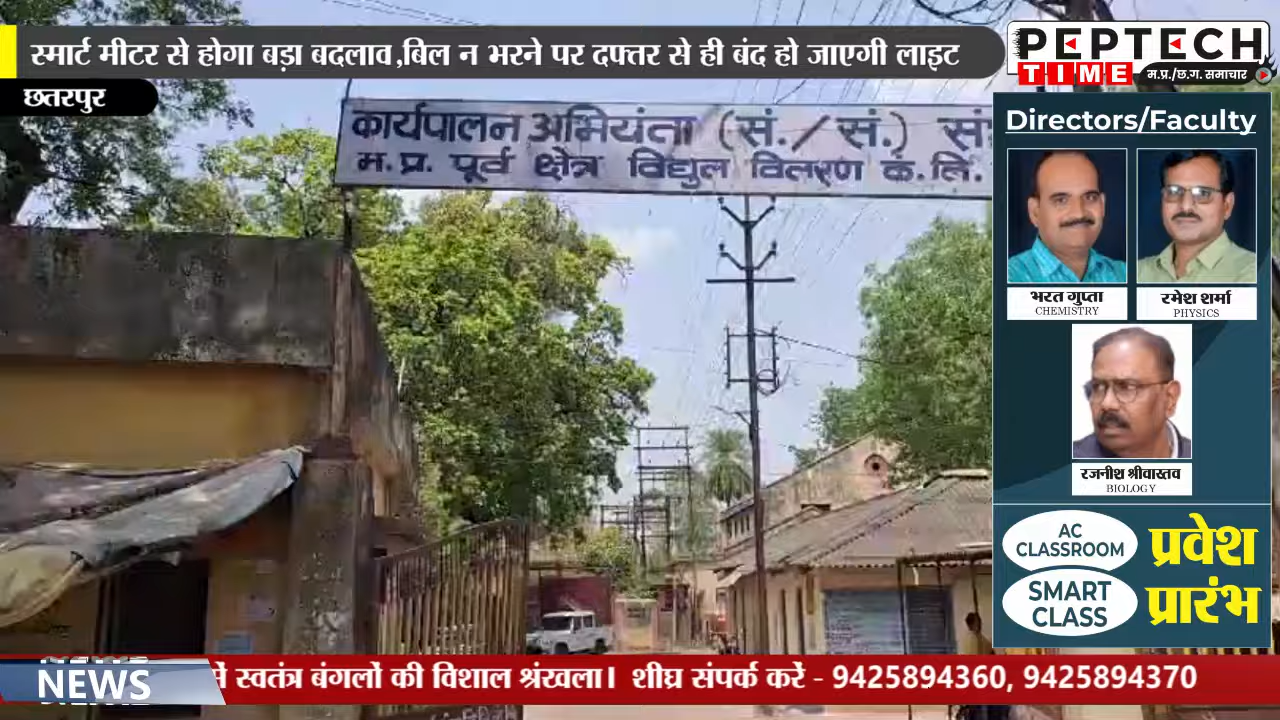 स्मार्ट मीटर से होगा बड़ा बदलाव,बिल न भरने पर दफ्तर से ही बंद हो जाएगी लाइट
छतरपुर
PEPTECH
TIME
म.प्र./छ.ग. समाचार
कार्यपालन अभियंता (सं./सं.)
म.प्र. पूर्व क्षेत्र विद्युत वितरण कं.लि.
Directors/Faculty
भरत गुप्ता
CHEMISTRY
रमेश शर्मा
PHYSICS
रजनीश श्रीवास्तव
BIOLOGY
AC
CLASSROOM
SMART
CLASS
प्रवेश
प्रारंभ
NEWS
में स्वतंत्र बंगलों की विशाल श्रंखला। शीघ्र संपर्क करें - 9425894360, 9425894370